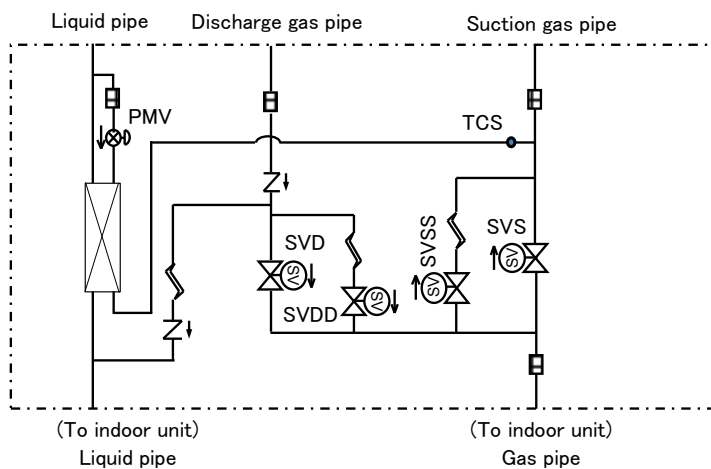 Liquid pipe
Discharge gas pipe
Suction gas pipe
PMV
TCS
SVD
SV
SVDD
SV
SVSS
SV
SVS
SV
(To indoor unit)
Liquid pipe
(To indoor unit)
Gas pipe